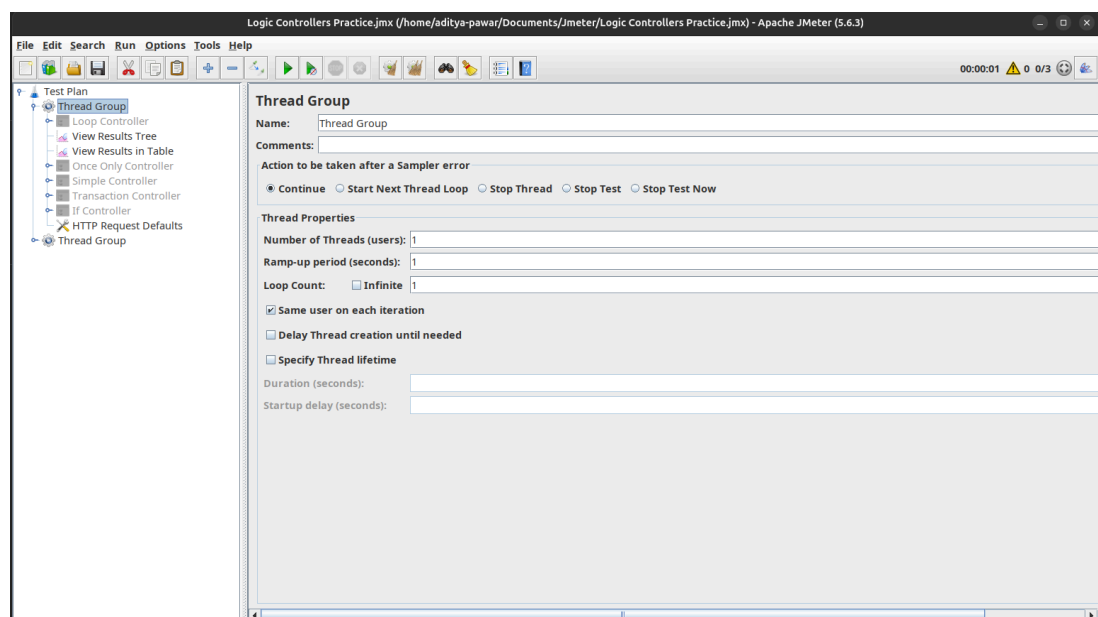 Logic Controllers Practice.jmx (/home/aditya-pawar/Documents/Jmeter/Logic Controllers Practice.jmx) - Apache JMeter (5.6.3)
File Edit Search Run Options Tools Help
00:00:01 0 0/3
Test Plan
Thread Group
Loop Controller
View Results Tree
View Results in Table
Once Only Controller
Simple Controller
Transaction Controller
If Controller
HTTP Request Defaults
Thread Group
Thread Group
Name: Thread Group
Comments:
Action to be taken after a Sampler error
Continue Start Next Thread Loop Stop Thread Stop Test Stop Test Now
Thread Properties
Number of Threads (users): 1
Ramp-up period (seconds): 1
Loop Count: Infinite 1
Same user on each iteration
Delay Thread creation until needed
Specify Thread lifetime
Duration (seconds):
Startup delay (seconds):